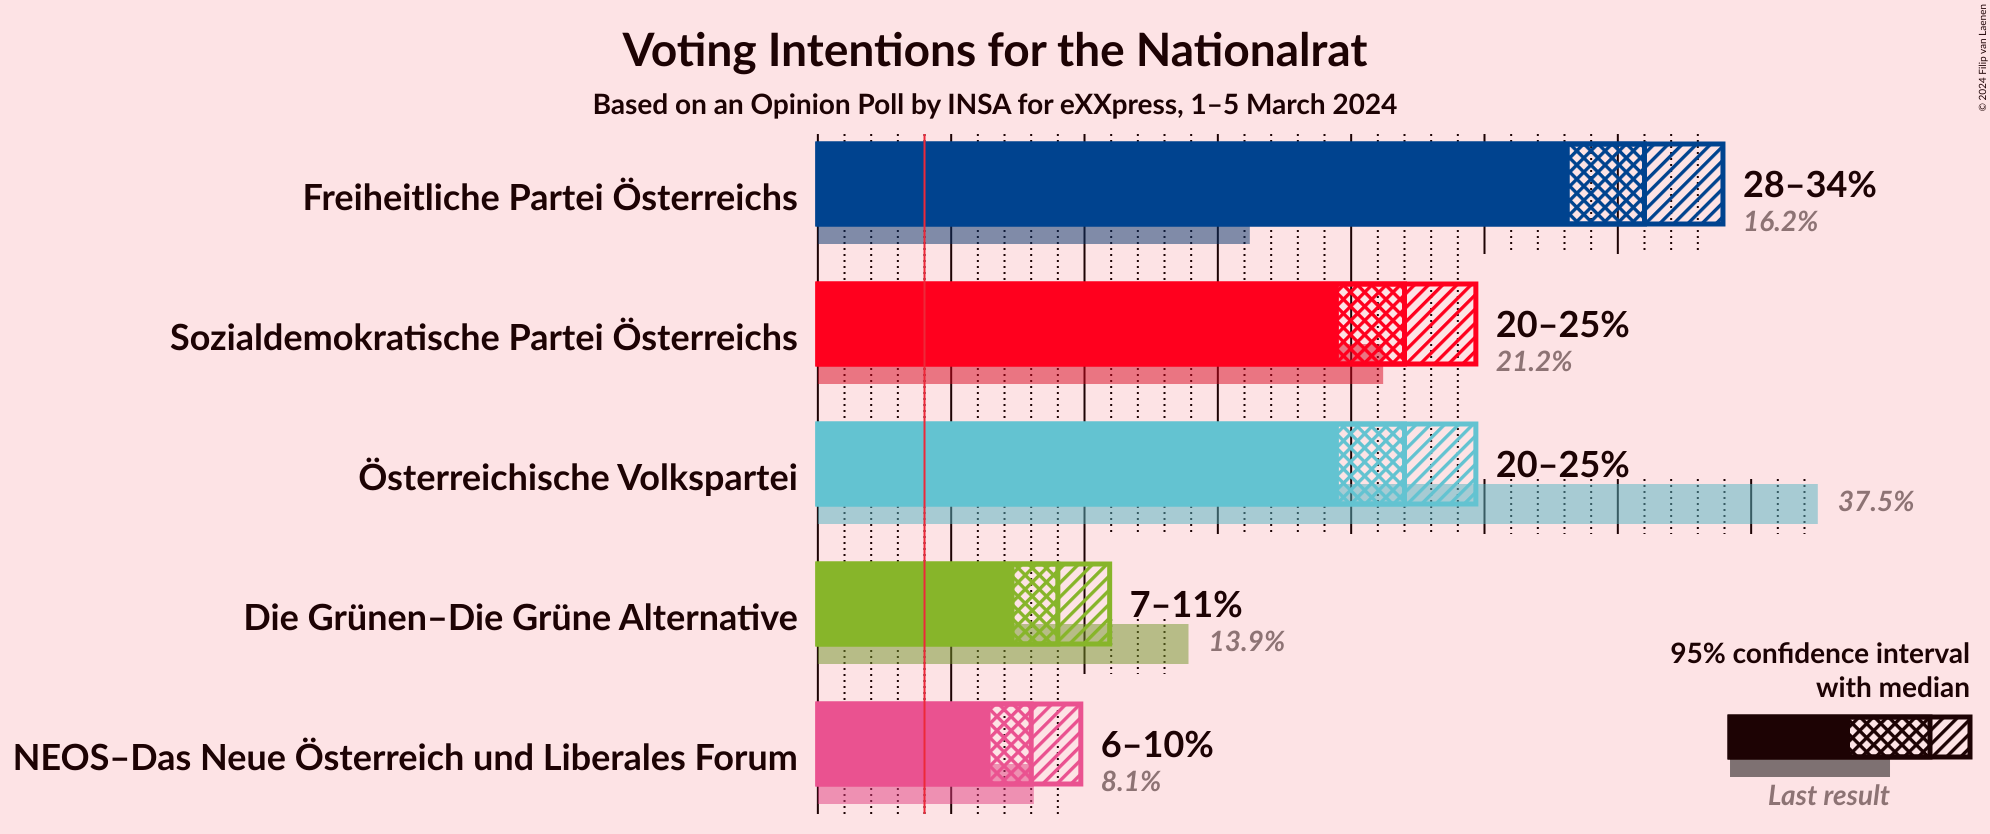 Voting Intentions for the Nationalrat
Based on an Opinion Poll by INSA for eXXpress, 1–5 March 2024
© 2024 Filip van Laenen
Freiheitliche Partei Österreichs
28–34%
16.2%
Sozialdemokratische Partei Österreichs
20–25%
21.2%
Österreichische Volkspartei
20–25%
37.5%
Die Grünen–Die Grüne Alternative
7–11%
13.9%
NEOS–Das Neue Österreich und Liberales Forum
6–10%
8.1%
95% confidence interval
with median
Last result